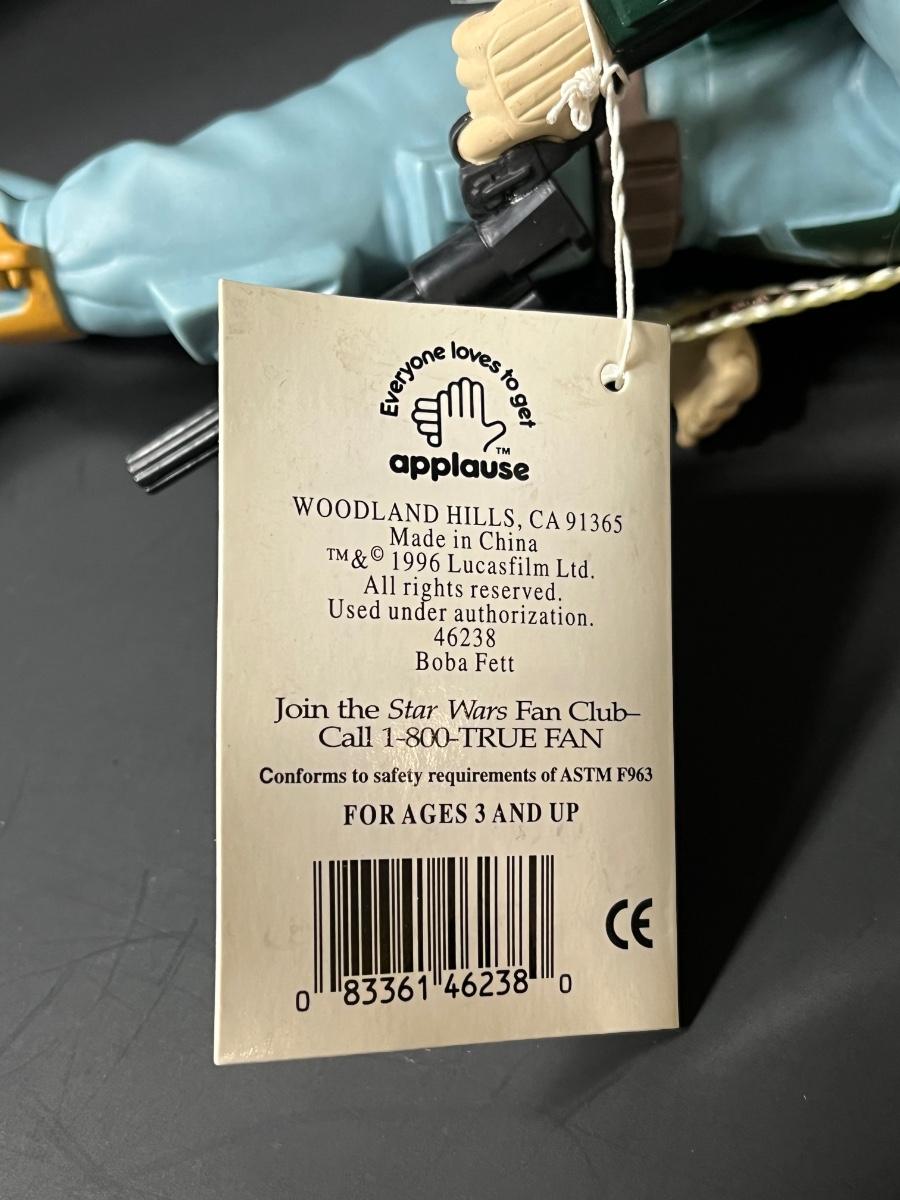 Everyone loves to get
TM
applause
WOODLAND HILLS, CA 91365
Made in China
™&© 1996 Lucasfilm Ltd.
All rights reserved.
Used under authorization.
46238
Boba Fett
Join the Star Wars Fan Club–
Call 1-800-TRUE FAN
Conforms to safety requirements of ASTM F963
FOR AGES 3 AND UP
CE
0 83361 46238 0